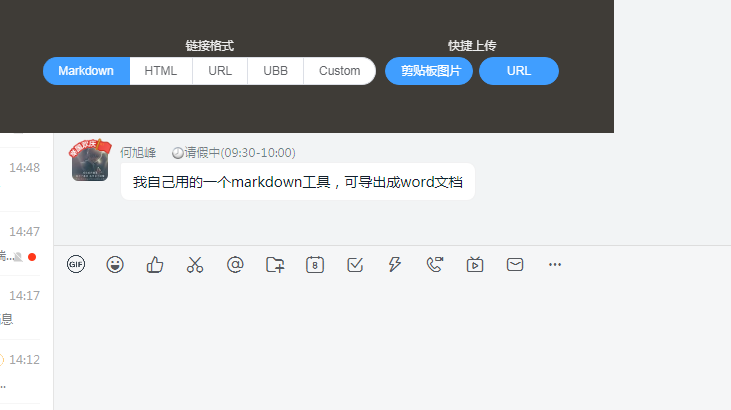 链接格式
快捷上传
Markdown
HTML
URL
UBB
Custom
剪贴板图片
URL
何旭峰
请假中(09:30-10:00)
14:48
我自己用的一个markdown工具，可导出成word文档
14:47
瑞...
GIF
8
14:17
消息
14:12
...